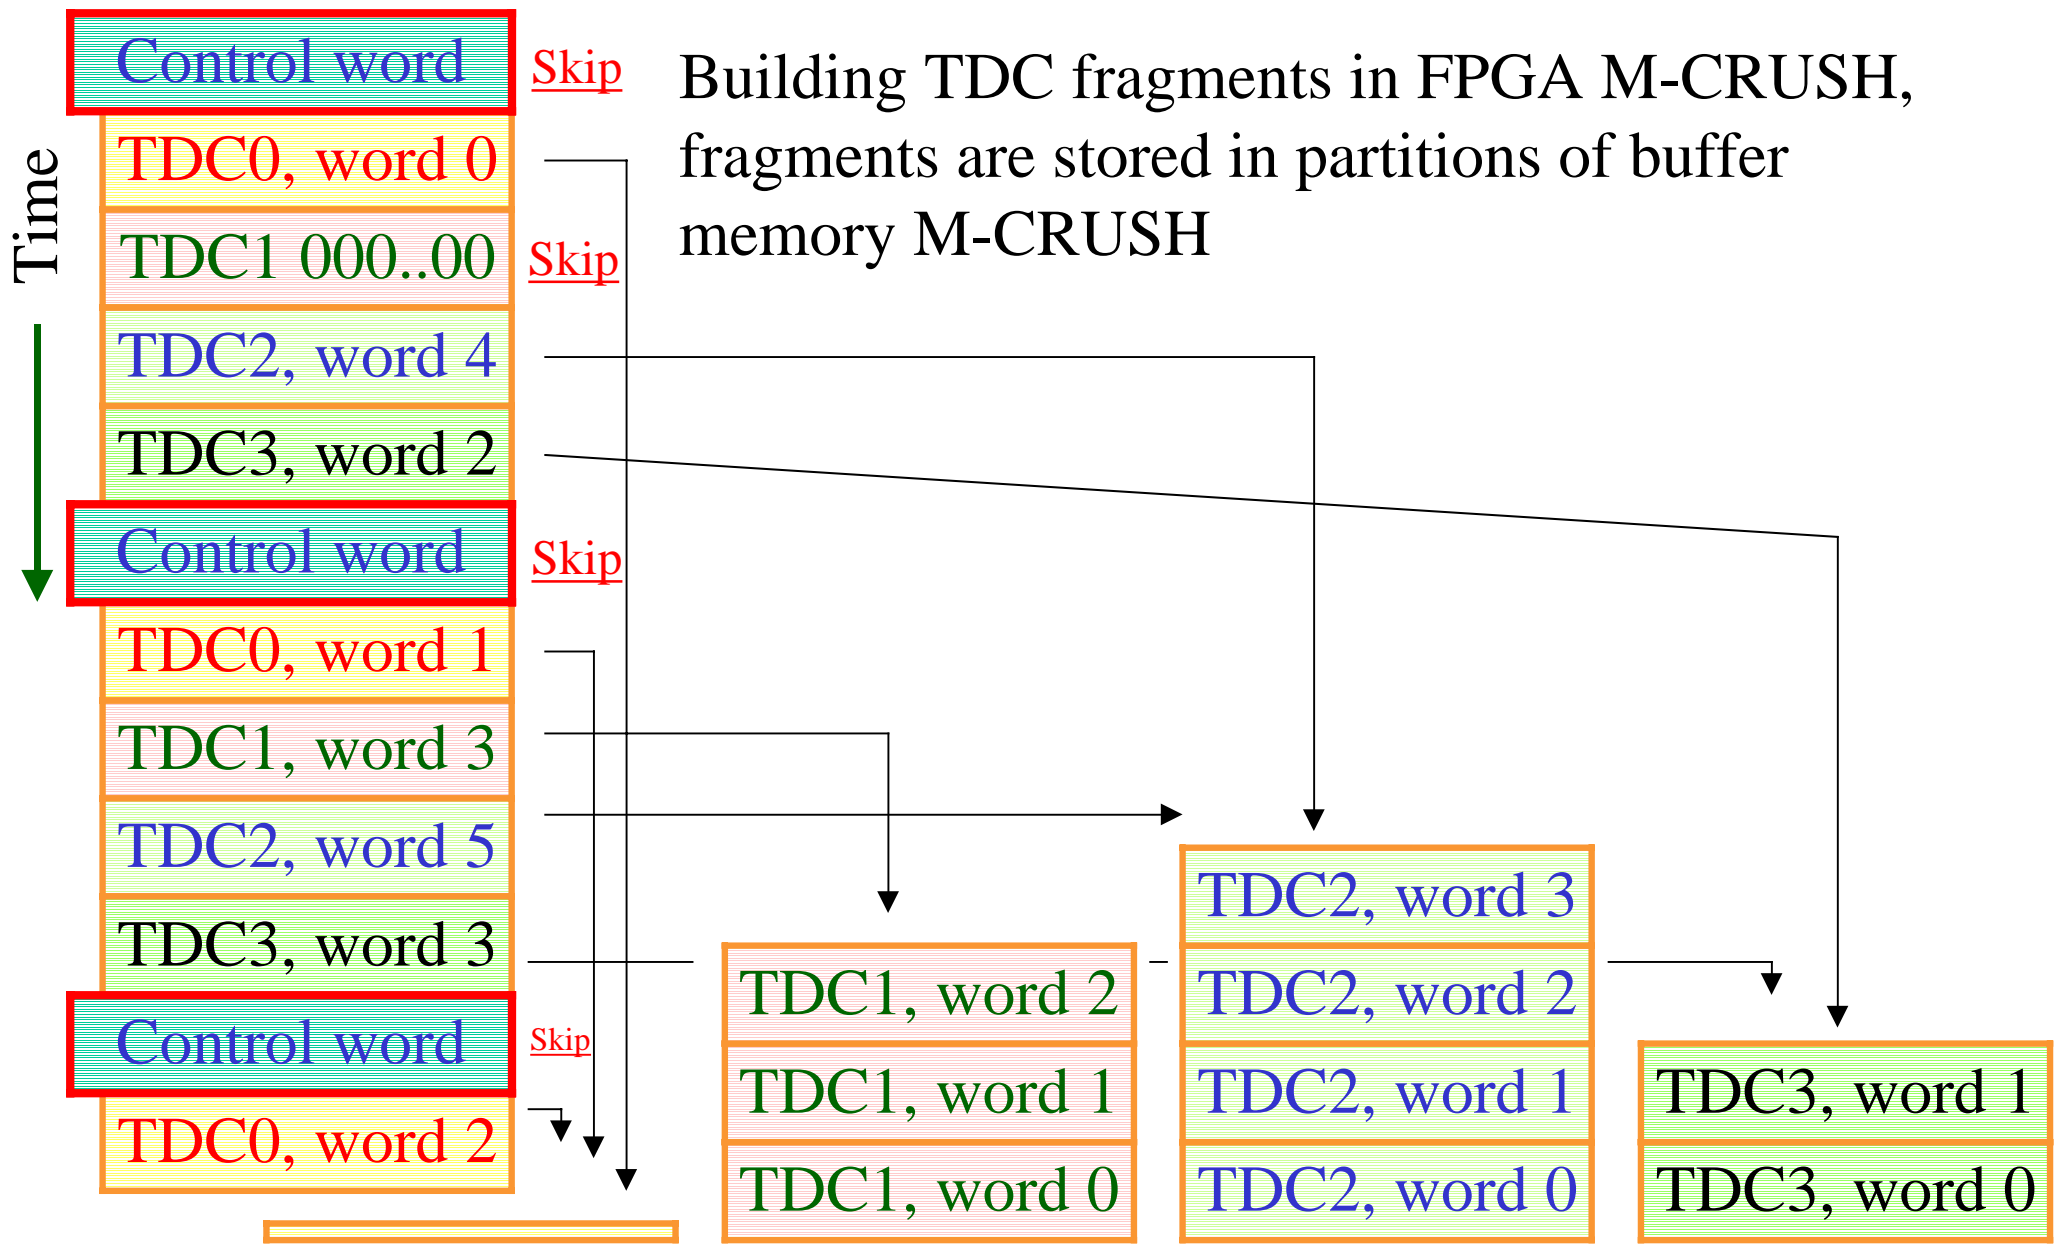 Control word
Skip
Building TDC fragments in FPGA M-CRUSH,
fragments are stored in partitions of buffer
memory M-CRUSH
Time
TDC0, word 0
TDC1 000..00
Skip
TDC2, word 4
TDC3, word 2
Control word
Skip
TDC0, word 1
TDC1, word 3
TDC2, word 5
TDC3, word 3
Control word
Skip
TDC0, word 2
TDC1, word 2
TDC1, word 1
TDC1, word 0
TDC2, word 3
TDC2, word 2
TDC2, word 1
TDC2, word 0
TDC3, word 1
TDC3, word 0